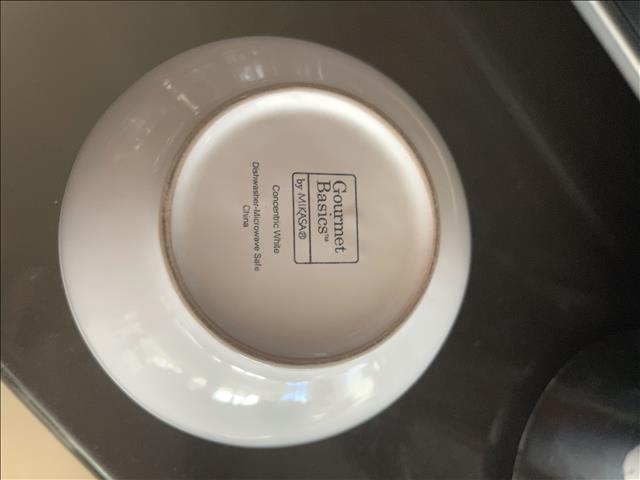 Gourmet
Basics™
by MIKASA®
Concentric White
Dishwasher-Microwave Safe
China